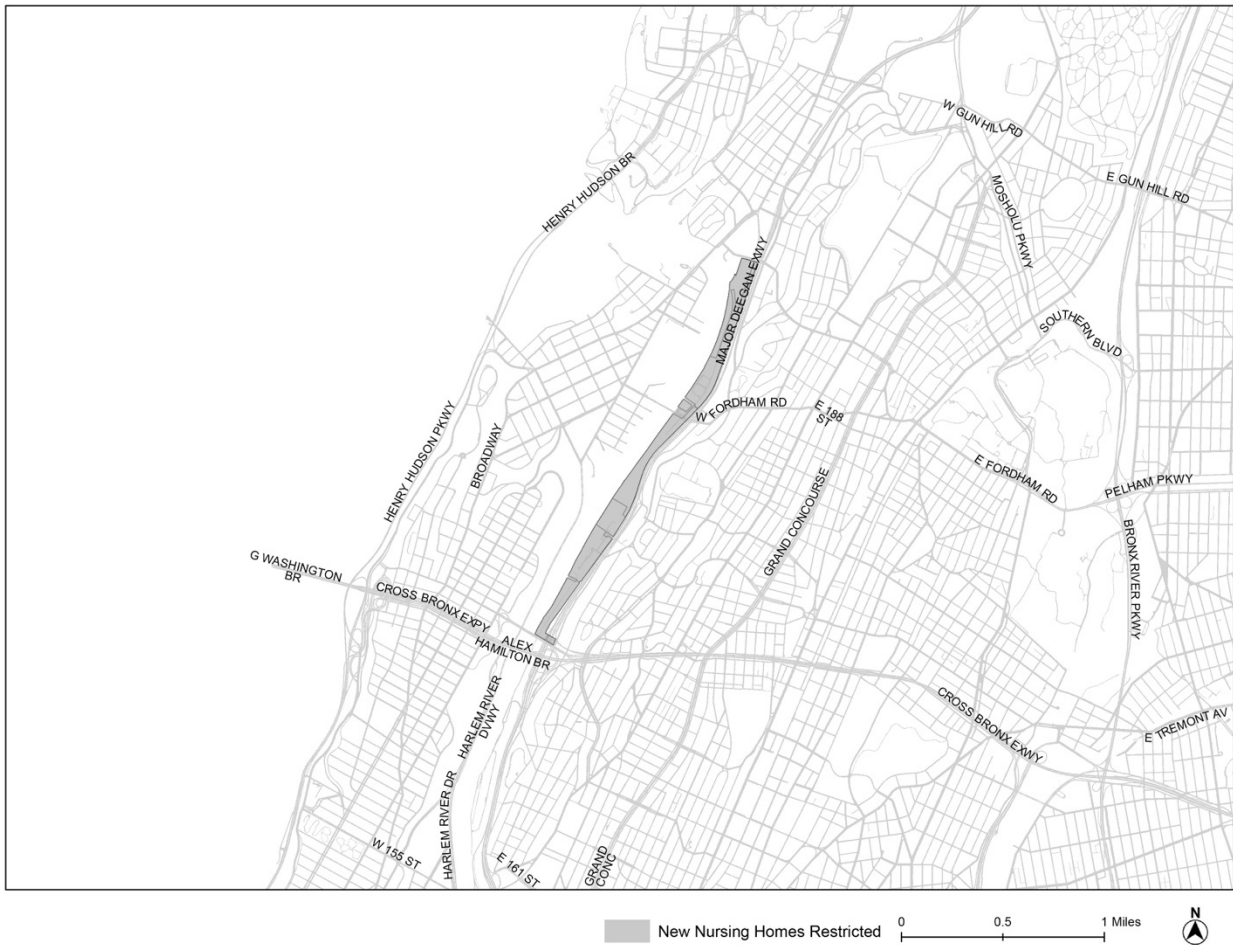 W GUN HILL RD
E GUN HILL RD
MOSHOLU PKWY
HENRY HUDSON BR
MAJOR DEEGAN EXWY
SOUTHERN BLVD
W FORDHAM RD
E 188
ST
HENRY HUDSON PKWY
BROADWAY
E FORDHAM RD
PELHAM PKWY
GRAND CONCOURSE
BRONX RIVER PKWY
G WASHINGTON
BR
CROSS BRONX EXPY
ALEX
HAMILTON BR
HARLEM RIVER
DVWY
CROSS BRONX EXWY
E TREMONT AV
HARLEM RIVER DR
W 155 ST
E 161 ST
GRAND
CONC
New Nursing Homes Restricted
0 0.5 1 Miles
N